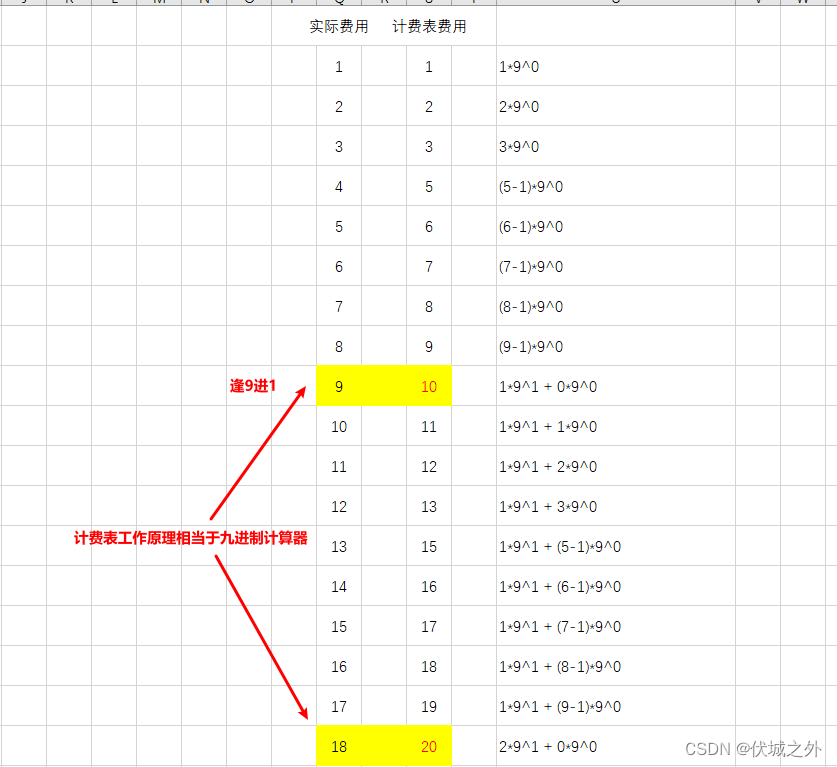 实际费用 计费表费用
1 1 1*9^0
2 2 2*9^0
3 3 3*9^0
4 5 (5-1)*9^0
5 6 (6-1)*9^0
6 7 (7-1)*9^0
7 8 (8-1)*9^0
8 9 (9-1)*9^0
逢9进1 9 10 1*9^1 + 0*9^0
10 11 1*9^1 + 1*9^0
11 12 1*9^1 + 2*9^0
12 13 1*9^1 + 3*9^0
计费表工作原理相当于九进制计算器
13 15 1*9^1 + (5-1)*9^0
14 16 1*9^1 + (6-1)*9^0
15 17 1*9^1 + (7-1)*9^0
16 18 1*9^1 + (8-1)*9^0
17 19 1*9^1 + (9-1)*9^0
18 20 2*9^1 + 0*9^0
CSDN @伏城之外